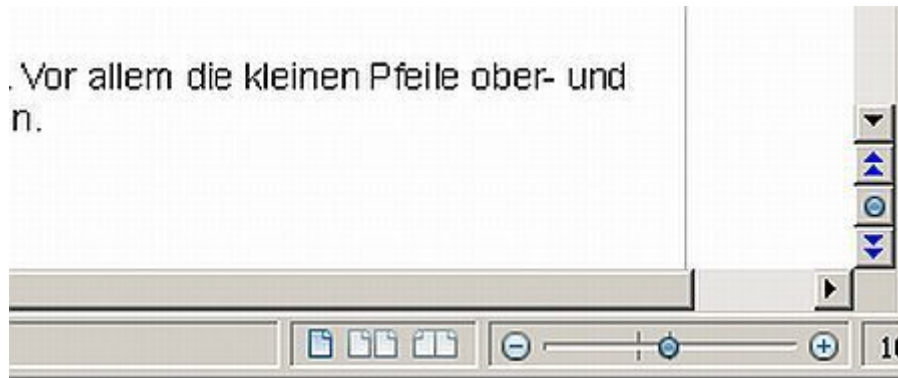 . Vor allem die kleinen Pfeile ober- und
n.